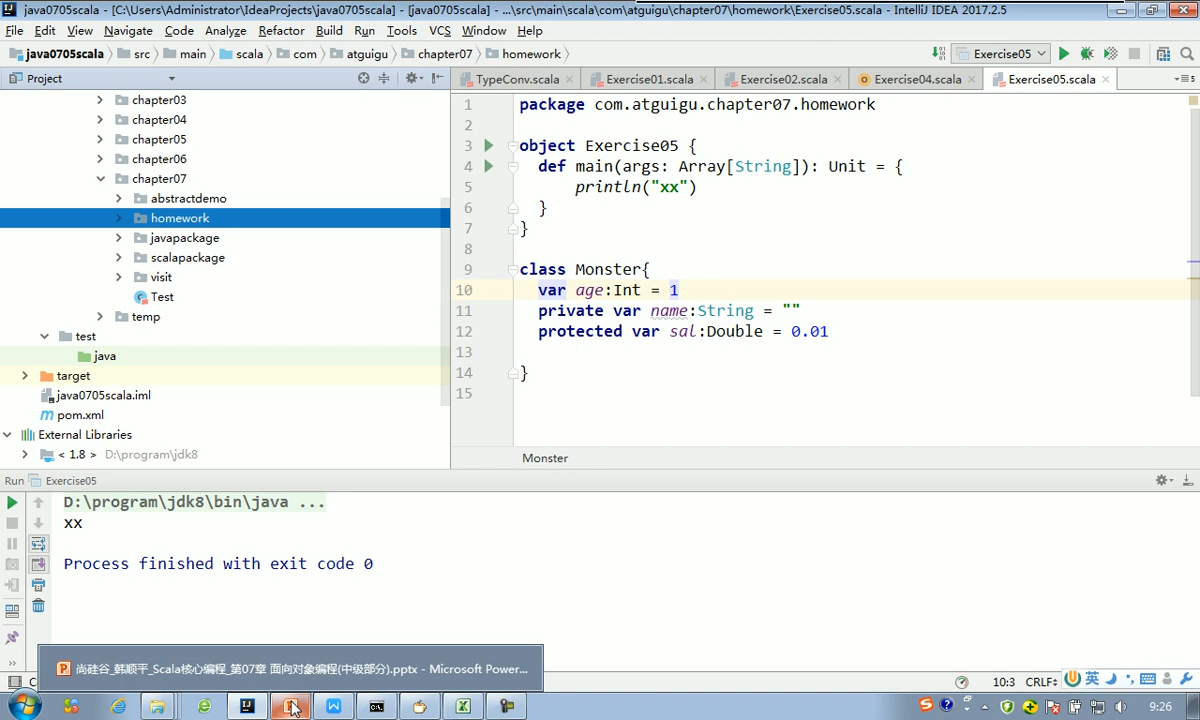 java0705scala - [C:\Users\Administrator\IdeaProjects\java0705scala] - [java0705scala] - ...\src\main\scala\com\atguigu\chapter07\homework\Exercise05.scala - IntelliJ IDEA 2017.2.5
File Edit View Navigate Code Analyze Refactor Build Run Tools VCS Window Help
java0705scala src main scala com atguigu chapter07 homework Exercise05
Project TypeConv.scala Exercise01.scala Exercise02.scala Exercise04.scala Exercise05.scala
chapter03
chapter04
chapter05
chapter06
chapter07
abstractdemo
homework
javapackage
scalapackage
visit
Test
temp
test
java
target
java0705scala.iml
pom.xml
External Libraries
< 1.8 > D:\program\jdk8
1 package com.atguigu.chapter07.homework
2
3 object Exercise05 {
4 def main(args: Array[String]): Unit = {
5 println("xx")
6 }
7 }
8
9 class Monster{
10 var age:Int = 1
11 private var name:String = ""
12 protected var sal:Double = 0.01
13
14 }
15
Monster
Run Exercise05
D:\program\jdk8\bin\java ...
xx
Process finished with exit code 0
尚硅谷_韩顺平_Scala核心编程_第07章 面向对象编程(中级部分).pptx - Microsoft Power...
10:3 CRLF 英
9:26